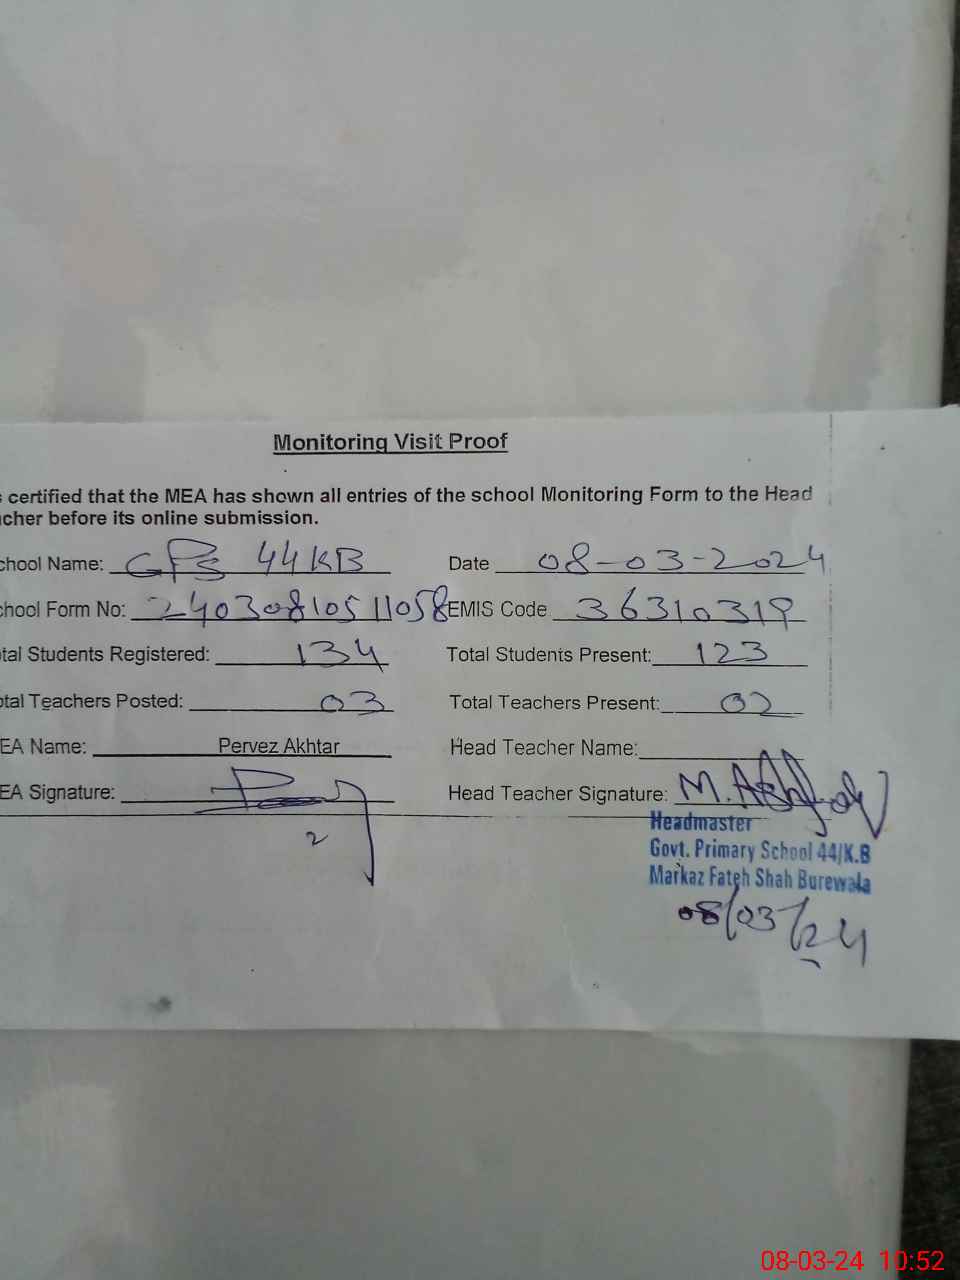 Monitoring Visit Proof
s certified that the MEA has shown all entries of the school Monitoring Form to the Head
cher before its online submission.
chool Name: GPS 44KB Date 08-03-2024
chool Form No: 24030810511058 EMIS Code 36310319
tal Students Registered: 134 Total Students Present: 123
otal Teachers Posted: 03 Total Teachers Present: 02
EA Name: Pervez Akhtar Head Teacher Name:
EA Signature: Head Teacher Signature: M.
Headmaster
Govt. Primary School 44/K.B
Markaz Fateh Shah Burewala
08/03/24
08-03-24 10:52